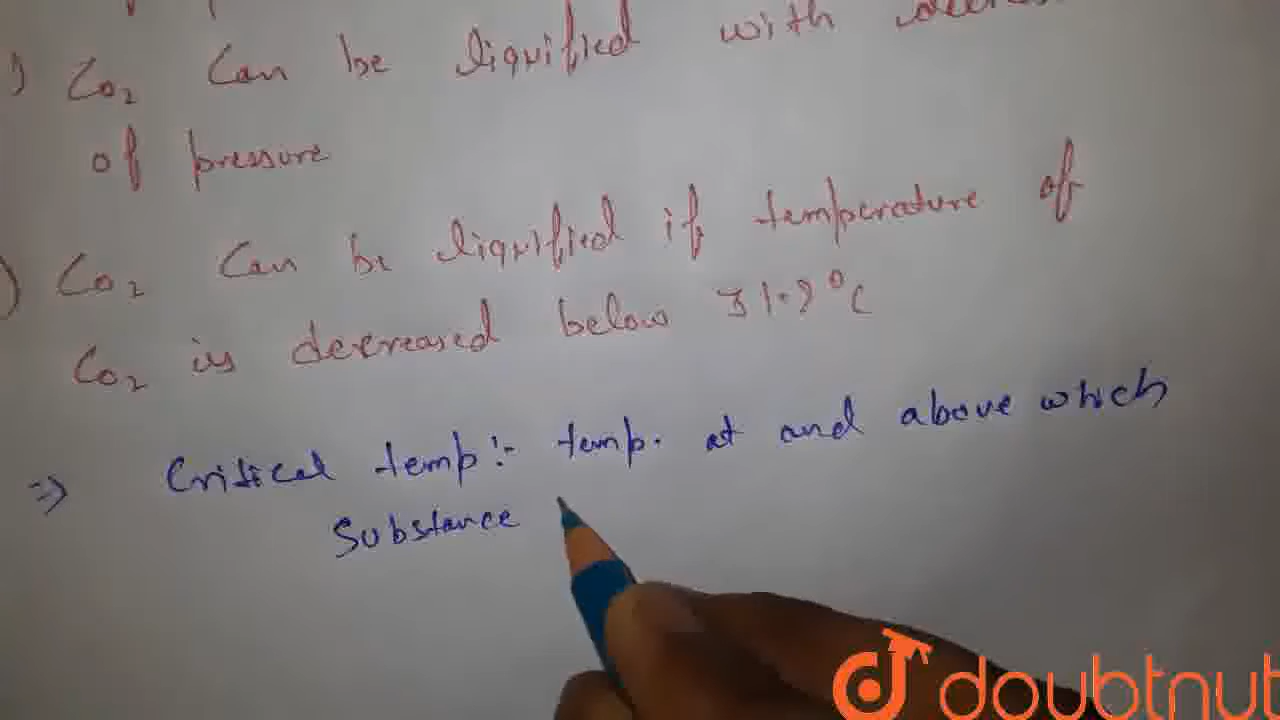 ) CO2 Can be liquified with
of pressure
) CO2 Can be liquified if temperature of
CO2 is decreased below 31.2°C
⇒ Critical temp:- temp. at and above which
Substance
doubtnut